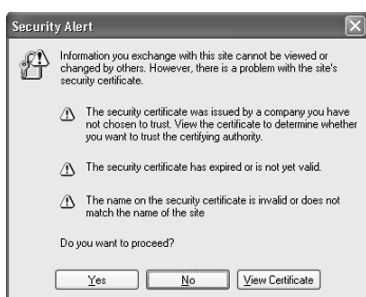 Security Alert
Information you exchange with this site cannot be viewed or
changed by others. However, there is a problem with the site's
security certificate.
The security certificate was issued by a company you have
not chosen to trust. View the certificate to determine whether
you want to trust the certifying authority.
The security certificate has expired or is not yet valid.
The name on the security certificate is invalid or does not
match the name of the site
Do you want to proceed?
Yes No View Certificate